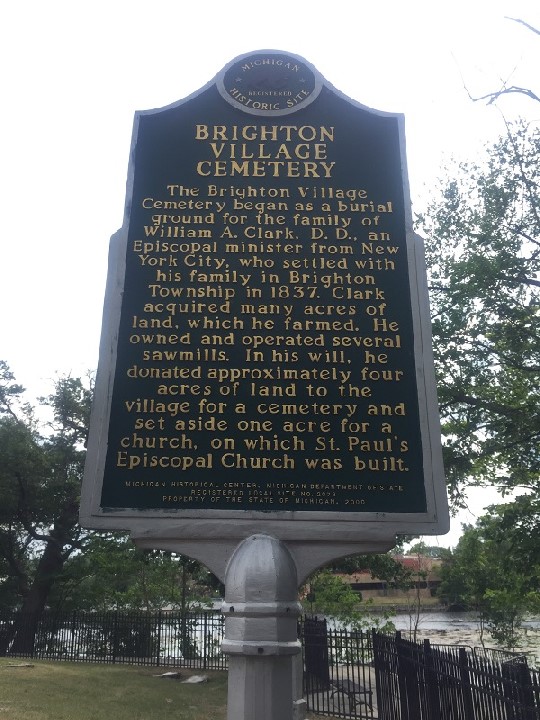 MICHIGAN
REGISTERED
HISTORIC SITE
BRIGHTON
VILLAGE
CEMETERY
The Brighton Village
Cemetery began as a burial
ground for the family of
William A. Clark, D. D., an
Episcopal minister from New
York City, who settled with
his family in Brighton
Township in 1837. Clark
acquired many acres of
land, which he farmed. He
owned and operated several
sawmills. In his will, he
donated approximately four
acres of land to the
village for a cemetery and
set aside one acre for a
church, on which St. Paul's
Episcopal Church was built.
MICHIGAN HISTORICAL CENTER, MICHIGAN DEPARTMENT OF STATE
REGISTERED LOCAL SITE NO.
PROPERTY OF THE STATE OF MICHIGAN, 2000